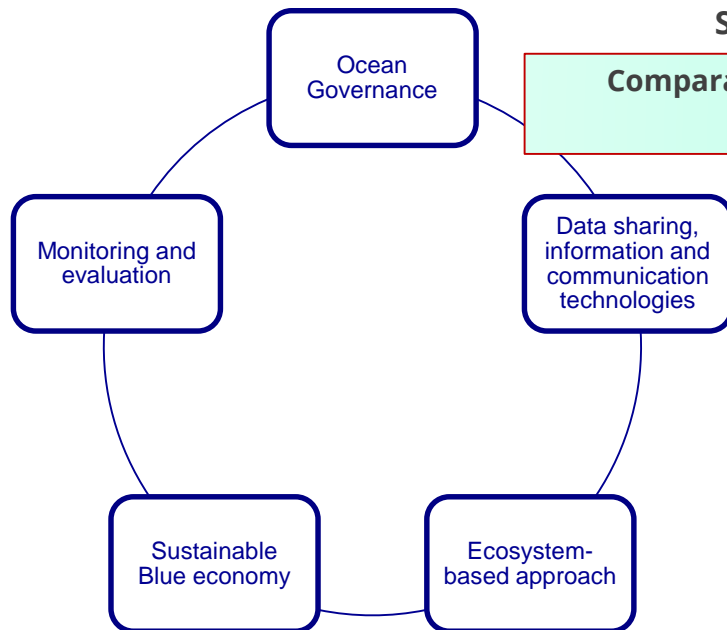 Ocean
Governance
Data sharing,
information and
communication
technologies
Ecosystem-
based approach
Sustainable
Blue economy
Monitoring and
evaluation